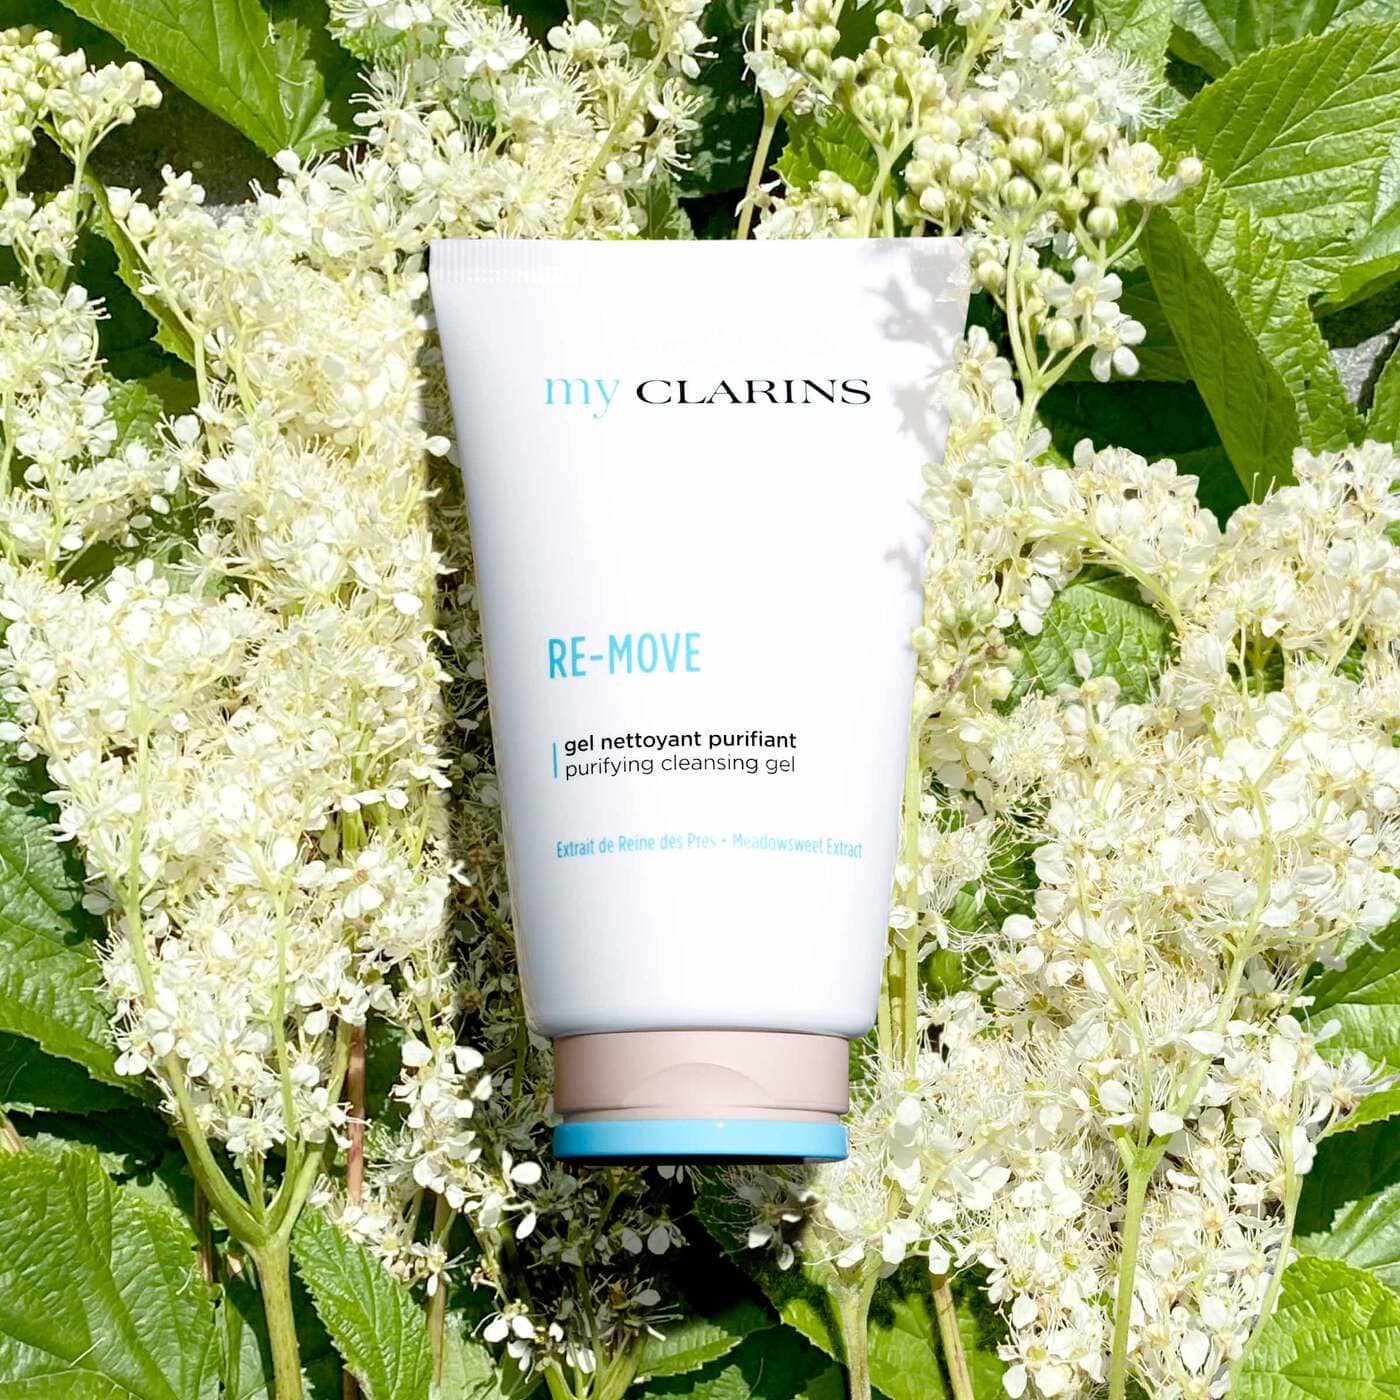 my CLARINS
RE-MOVE
gel nettoyant purifiant
purifying cleansing gel
Extrait de Reine des Pres • Meadowsweet Extract